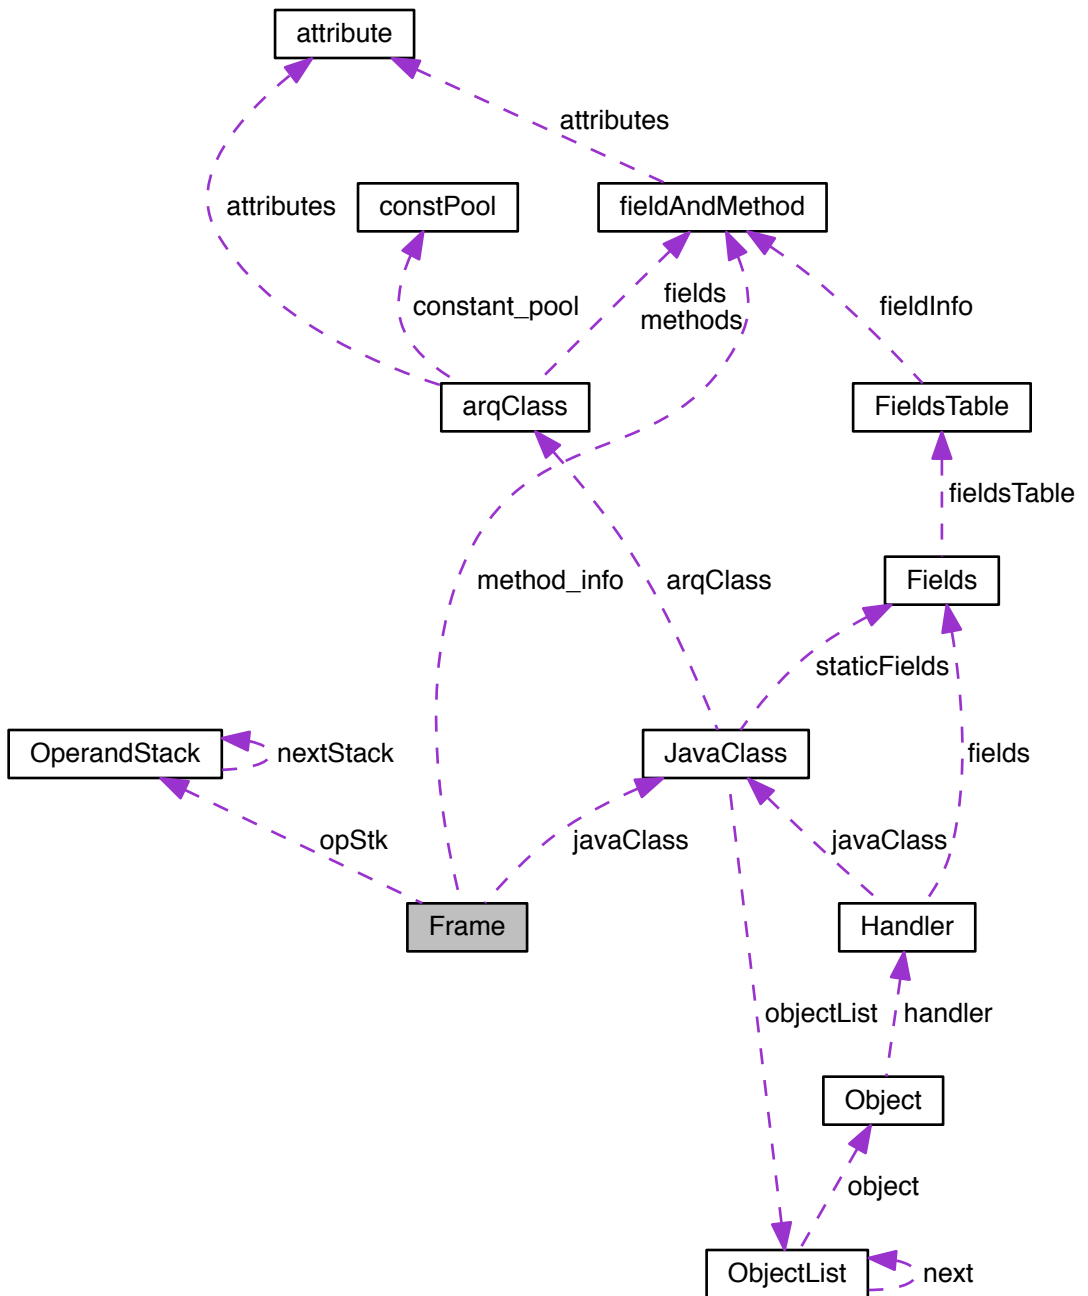 attribute
attributes
attributes
constPool
fieldAndMethod
constant_pool
fields
methods
fieldInfo
arqClass
FieldsTable
fieldsTable
method_info
arqClass
Fields
staticFields
OperandStack
nextStack
JavaClass
fields
opStk
javaClass
javaClass
Frame
Handler
objectList
handler
Object
object
ObjectList
next